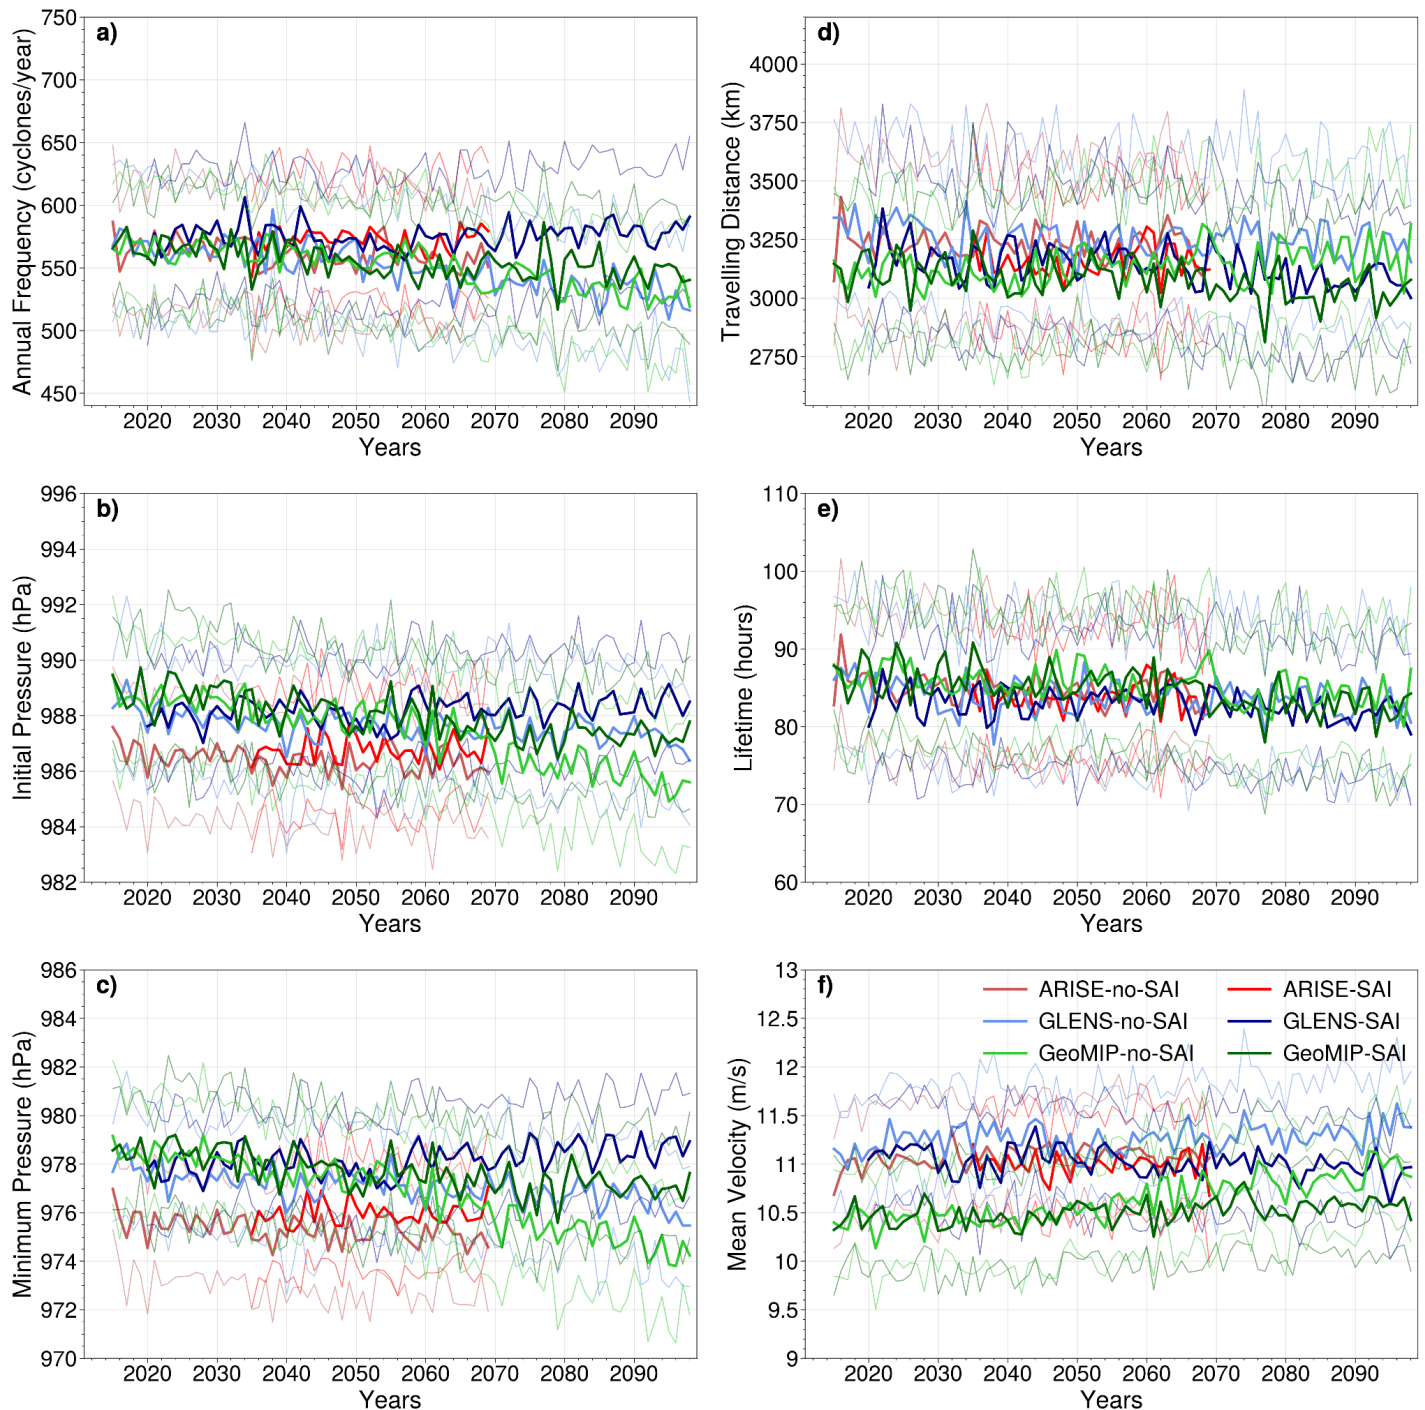 a)
Annual Frequency (cyclones/year)
750
700
650
600
550
500
450
2020 2030 2040 2050 2060 2070 2080 2090
Years
d)
Travelling Distance (km)
4000
3750
3500
3250
3000
2750
2020 2030 2040 2050 2060 2070 2080 2090
Years
b)
Initial Pressure (hPa)
996
994
992
990
988
986
984
982
2020 2030 2040 2050 2060 2070 2080 2090
Years
e)
Lifetime (hours)
110
100
90
80
70
60
2020 2030 2040 2050 2060 2070 2080 2090
Years
c)
Minimum Pressure (hPa)
986
984
982
980
978
976
974
972
970
2020 2030 2040 2050 2060 2070 2080 2090
Years
f)
Mean Velocity (m/s)
13
12.5
12
11.5
11
10.5
10
9.5
9
ARISE-no-SAI ARISE-SAI
GLENS-no-SAI GLENS-SAI
GeoMIP-no-SAI GeoMIP-SAI
2020 2030 2040 2050 2060 2070 2080 2090
Years